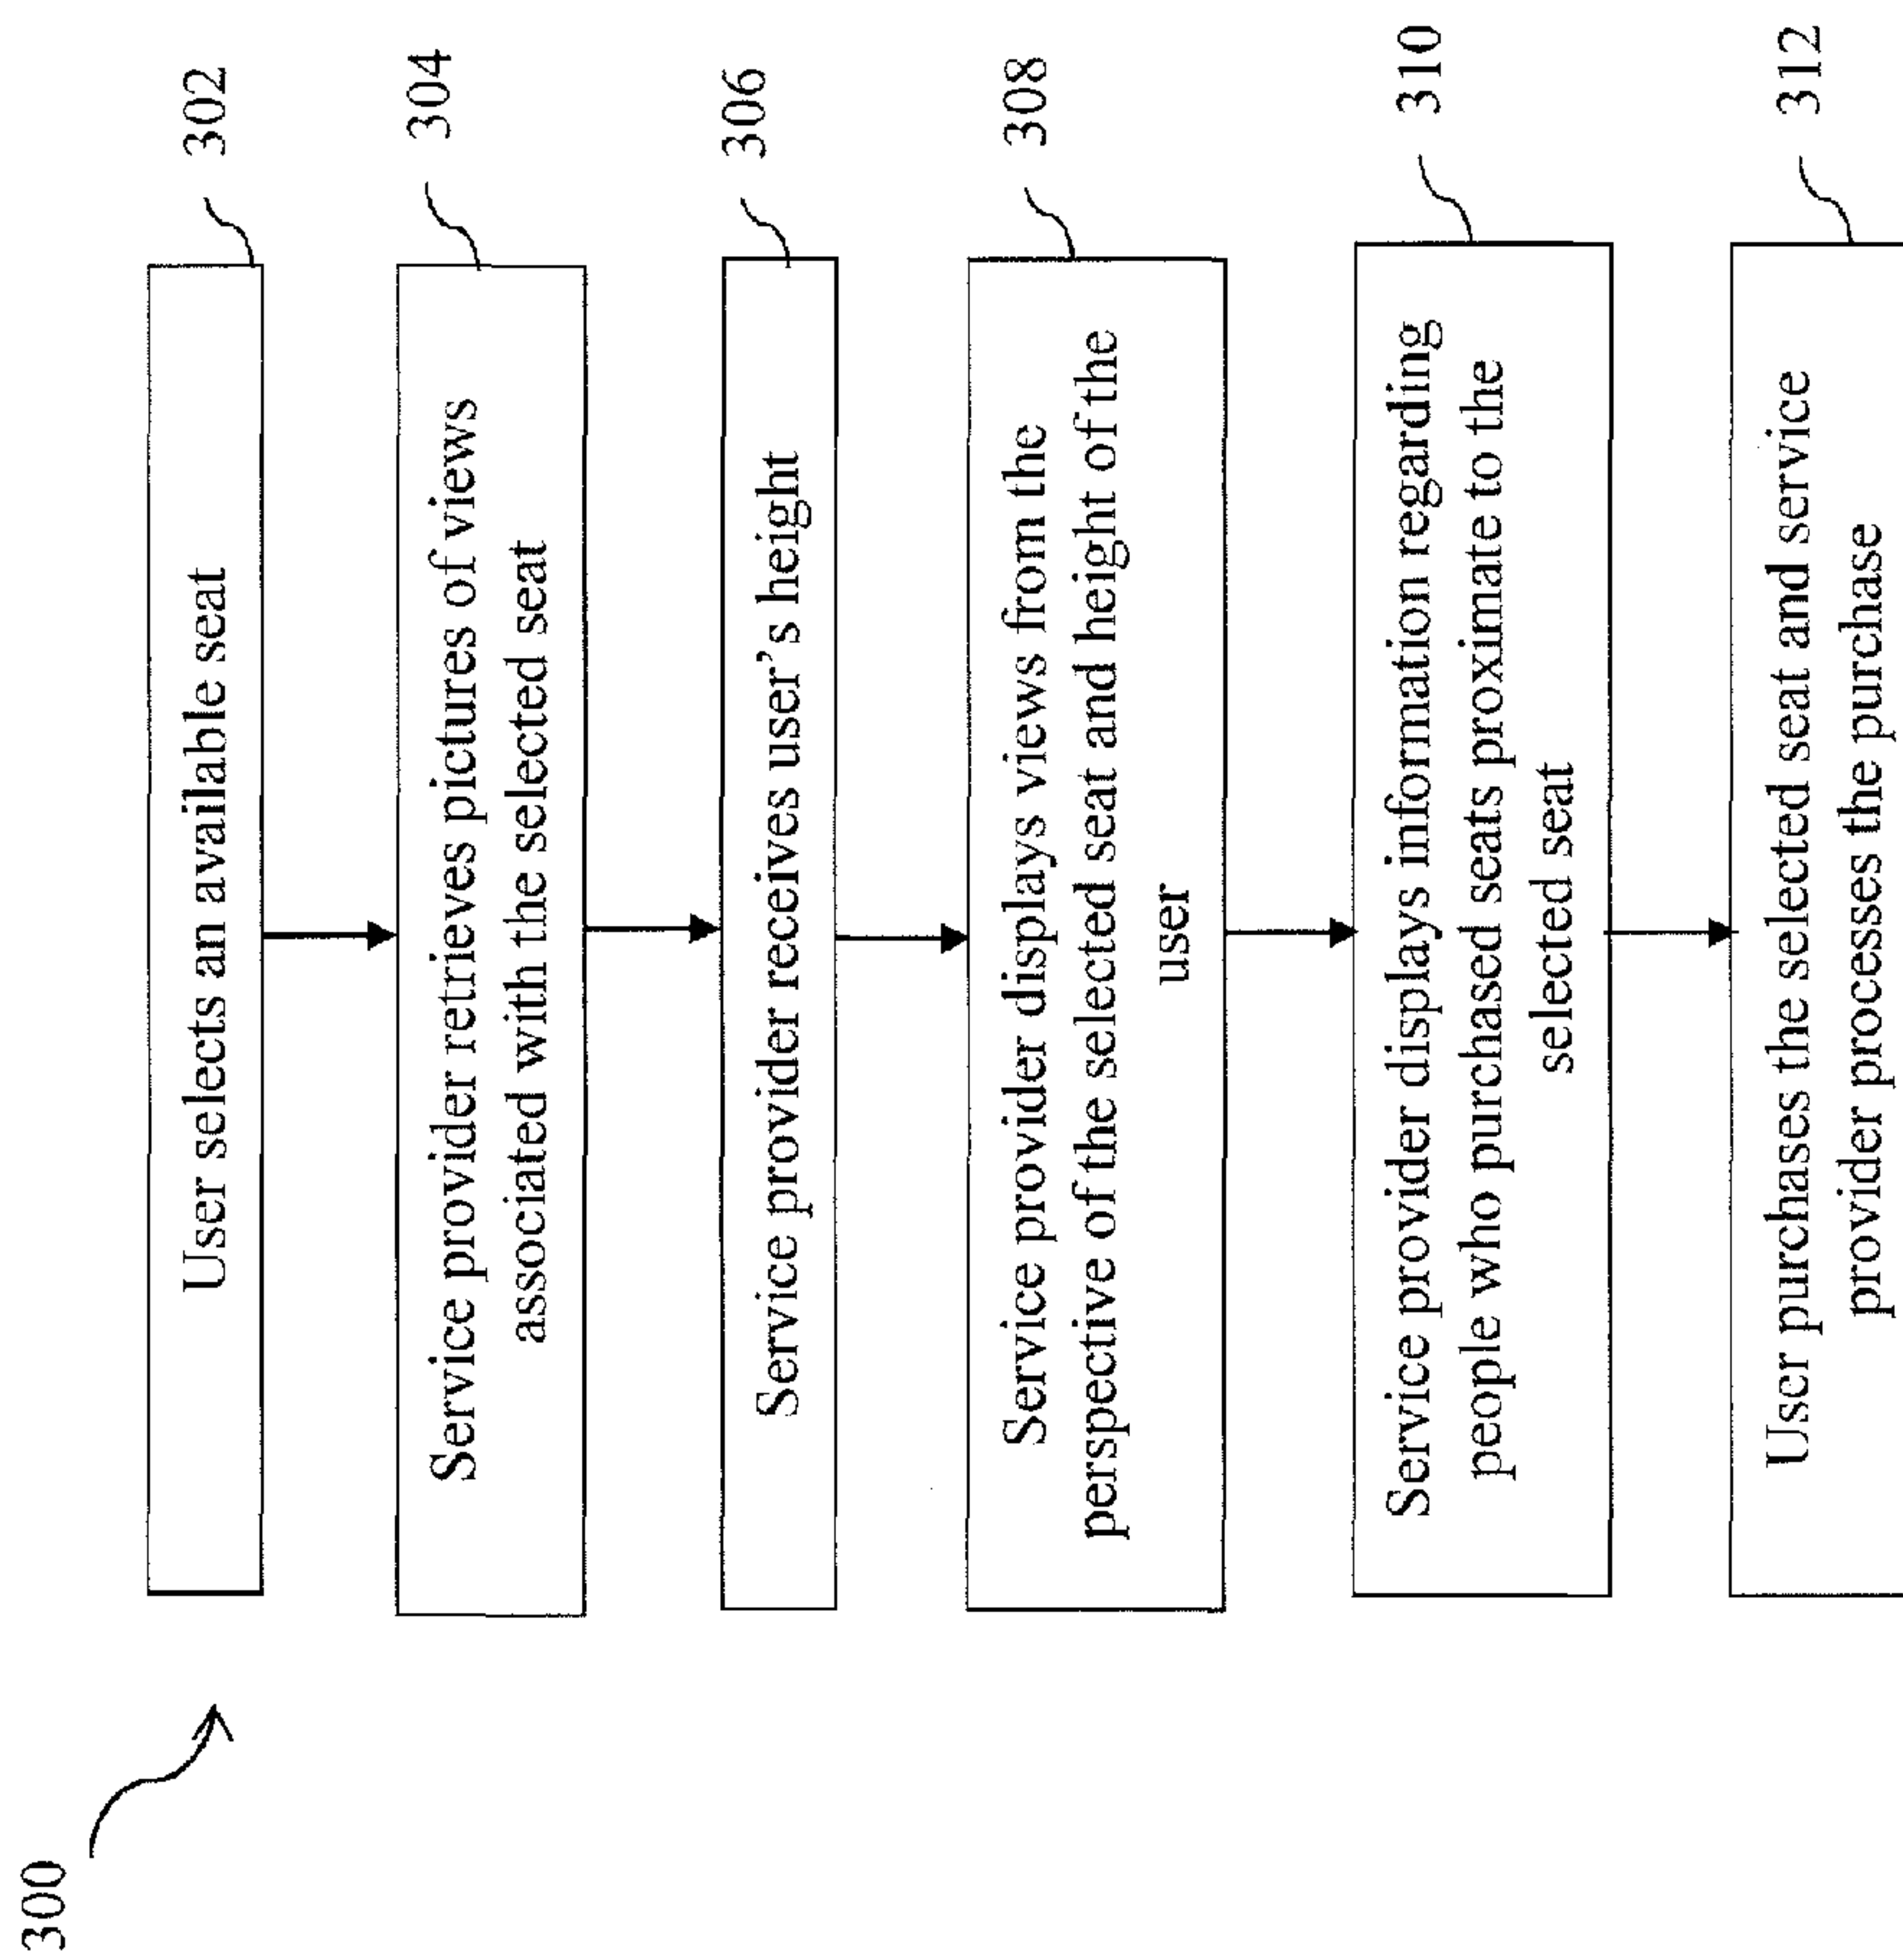 300
User selects an available seat
302
Service provider retrieves pictures of views
associated with the selected seat
304
Service provider receives user's height
306
Service provider displays views from the
perspective of the selected seat and height of the
user
308
Service provider displays information regarding
people who purchased seats proximate to the
selected seat
310
User purchases the selected seat and service
provider processes the purchase
312